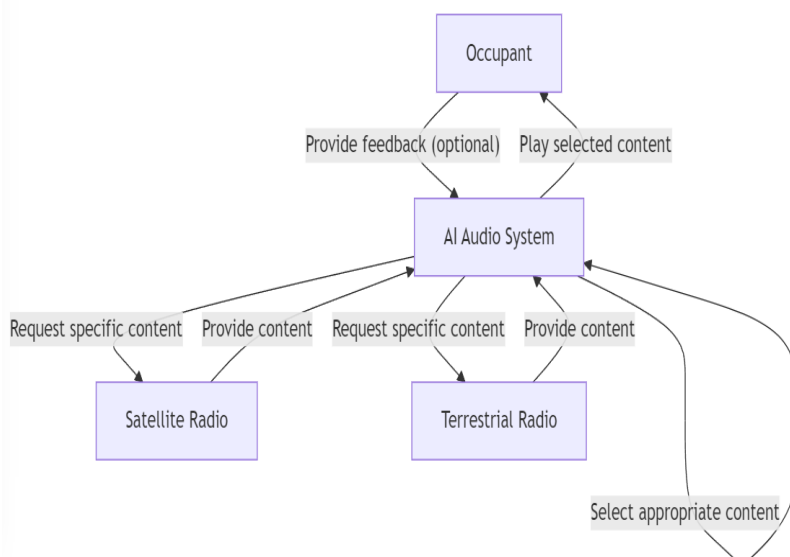 Occupant
Provide feedback (optional)
Play selected content
AI Audio System
Request specific content
Provide content
Request specific content
Provide content
Satellite Radio
Terrestrial Radio
Select appropriate content